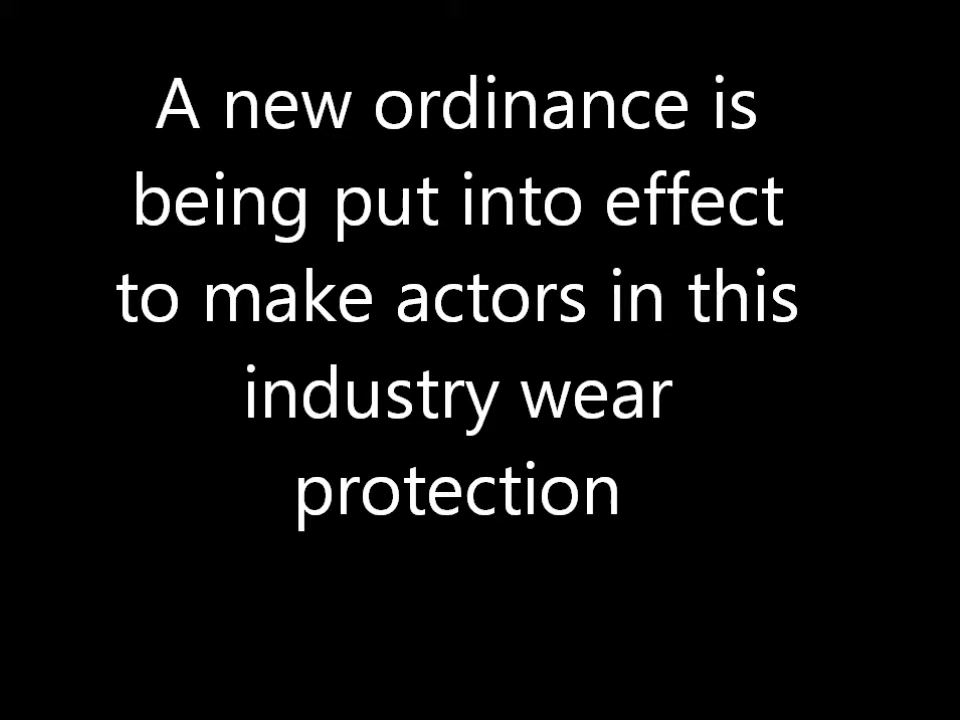 A new ordinance is
being put into effect
to make actors in this
industry wear
protection